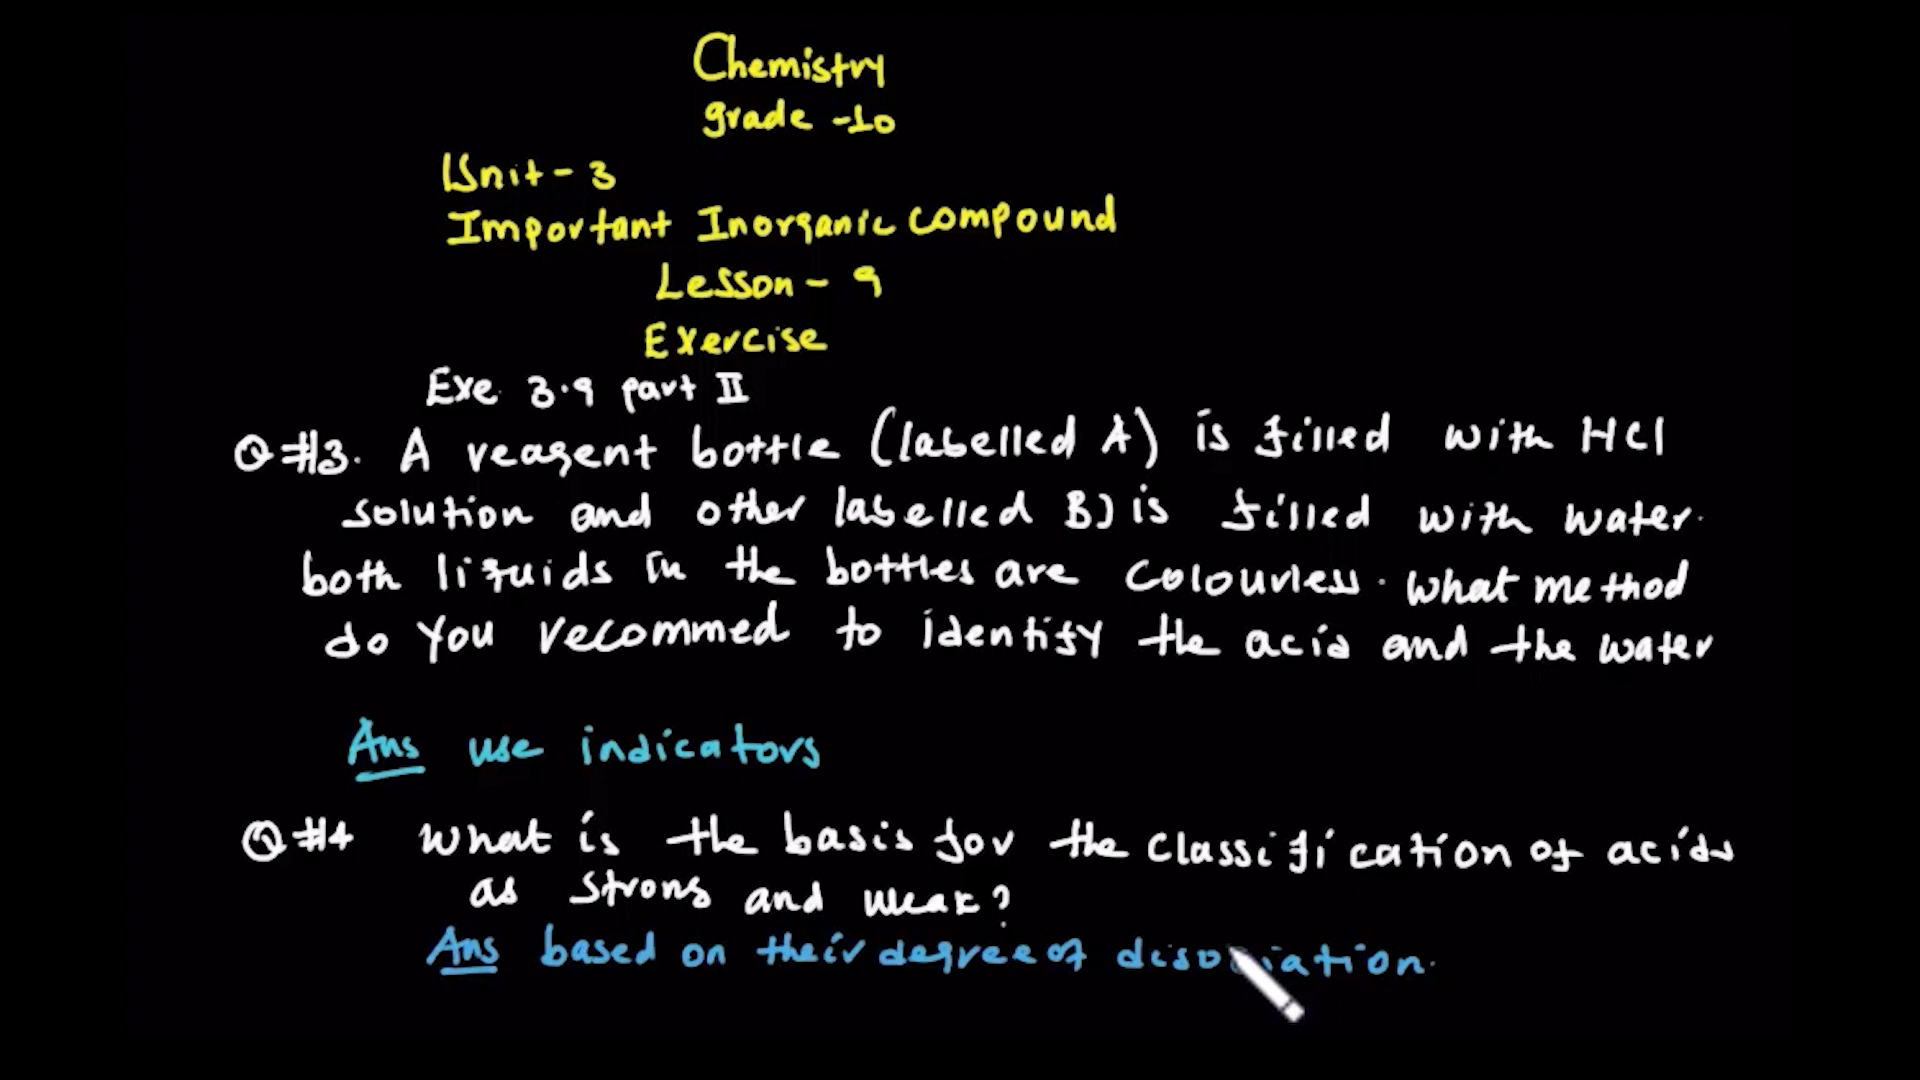 Chemistry
grade -10
Unit - 3
Important Inorganic compound
Lesson - 9
Exercise
Exe 3.9 part II
Q #3. A reagent bottle (labelled A) is filled with HCl
solution and other labelled B) is filled with water.
both liquids in the bottles are colourless. what method
do you recommed to identify the acid and the water
Ans use indicators
Q #4 what is the basis for the classification of acids
as strong and weak?
Ans based on their degree of